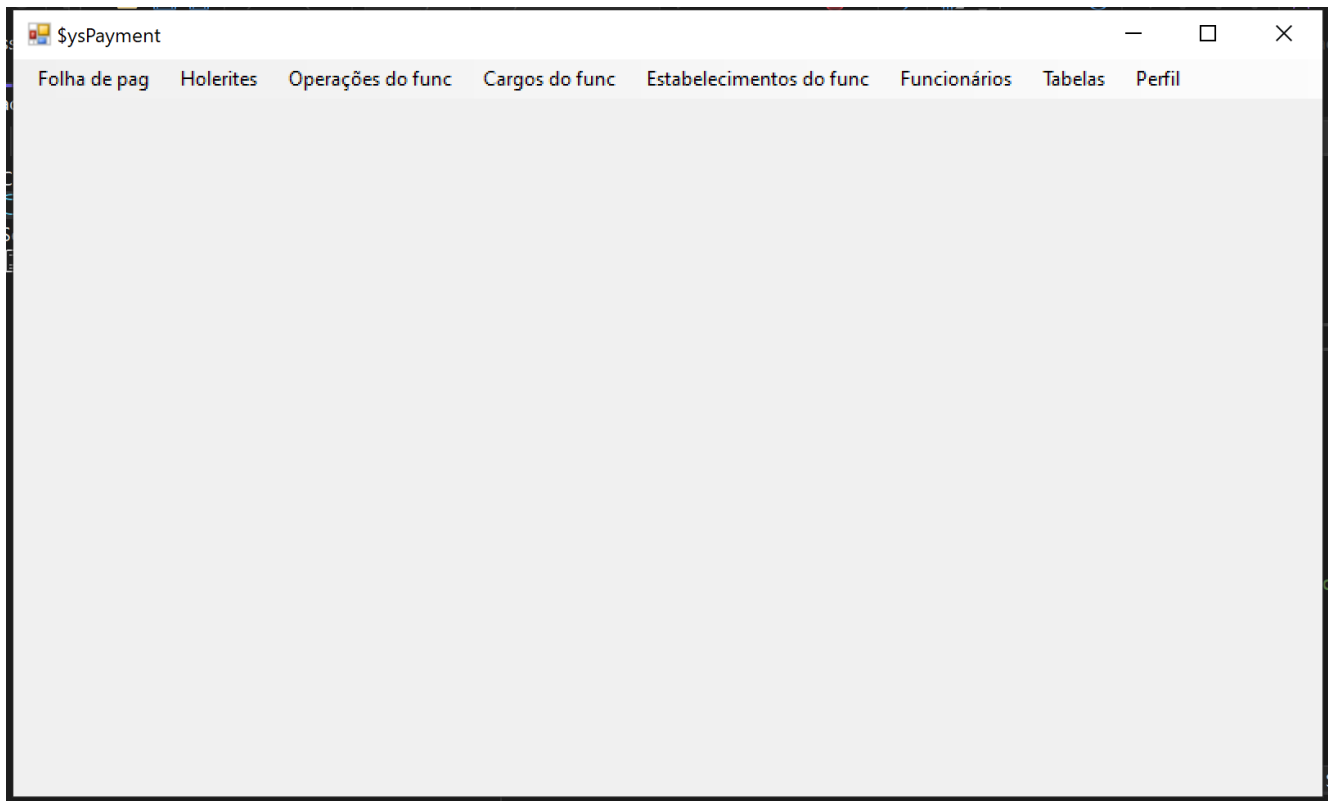 $ysPayment
Folha de pag Holerites Operações do func Cargos do func Estabelecimentos do func Funcionários Tabelas Perfil